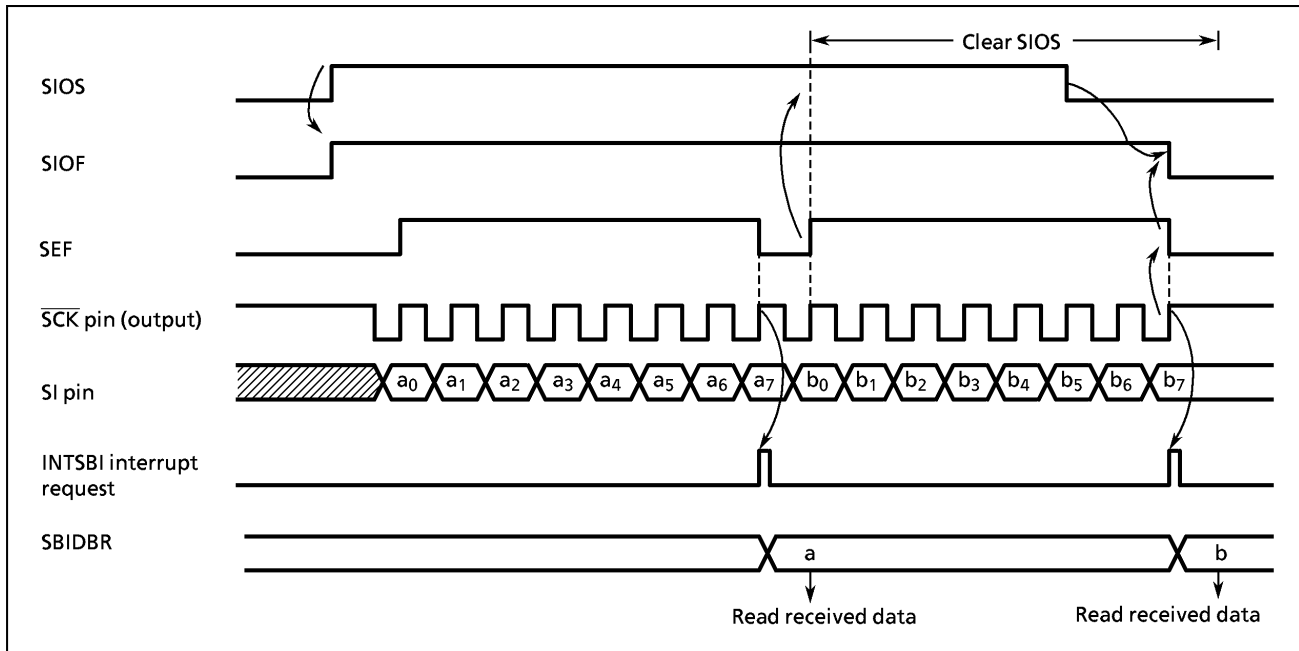 Clear SIOS
SIOS
SIOF
SEF
SCK pin (output)
SI pin
a0 a1 a2 a3 a4 a5 a6 a7 b0 b1 b2 b3 b4 b5 b6 b7
INTSBI interrupt
request
SBIDBR
a b
Read received data Read received data